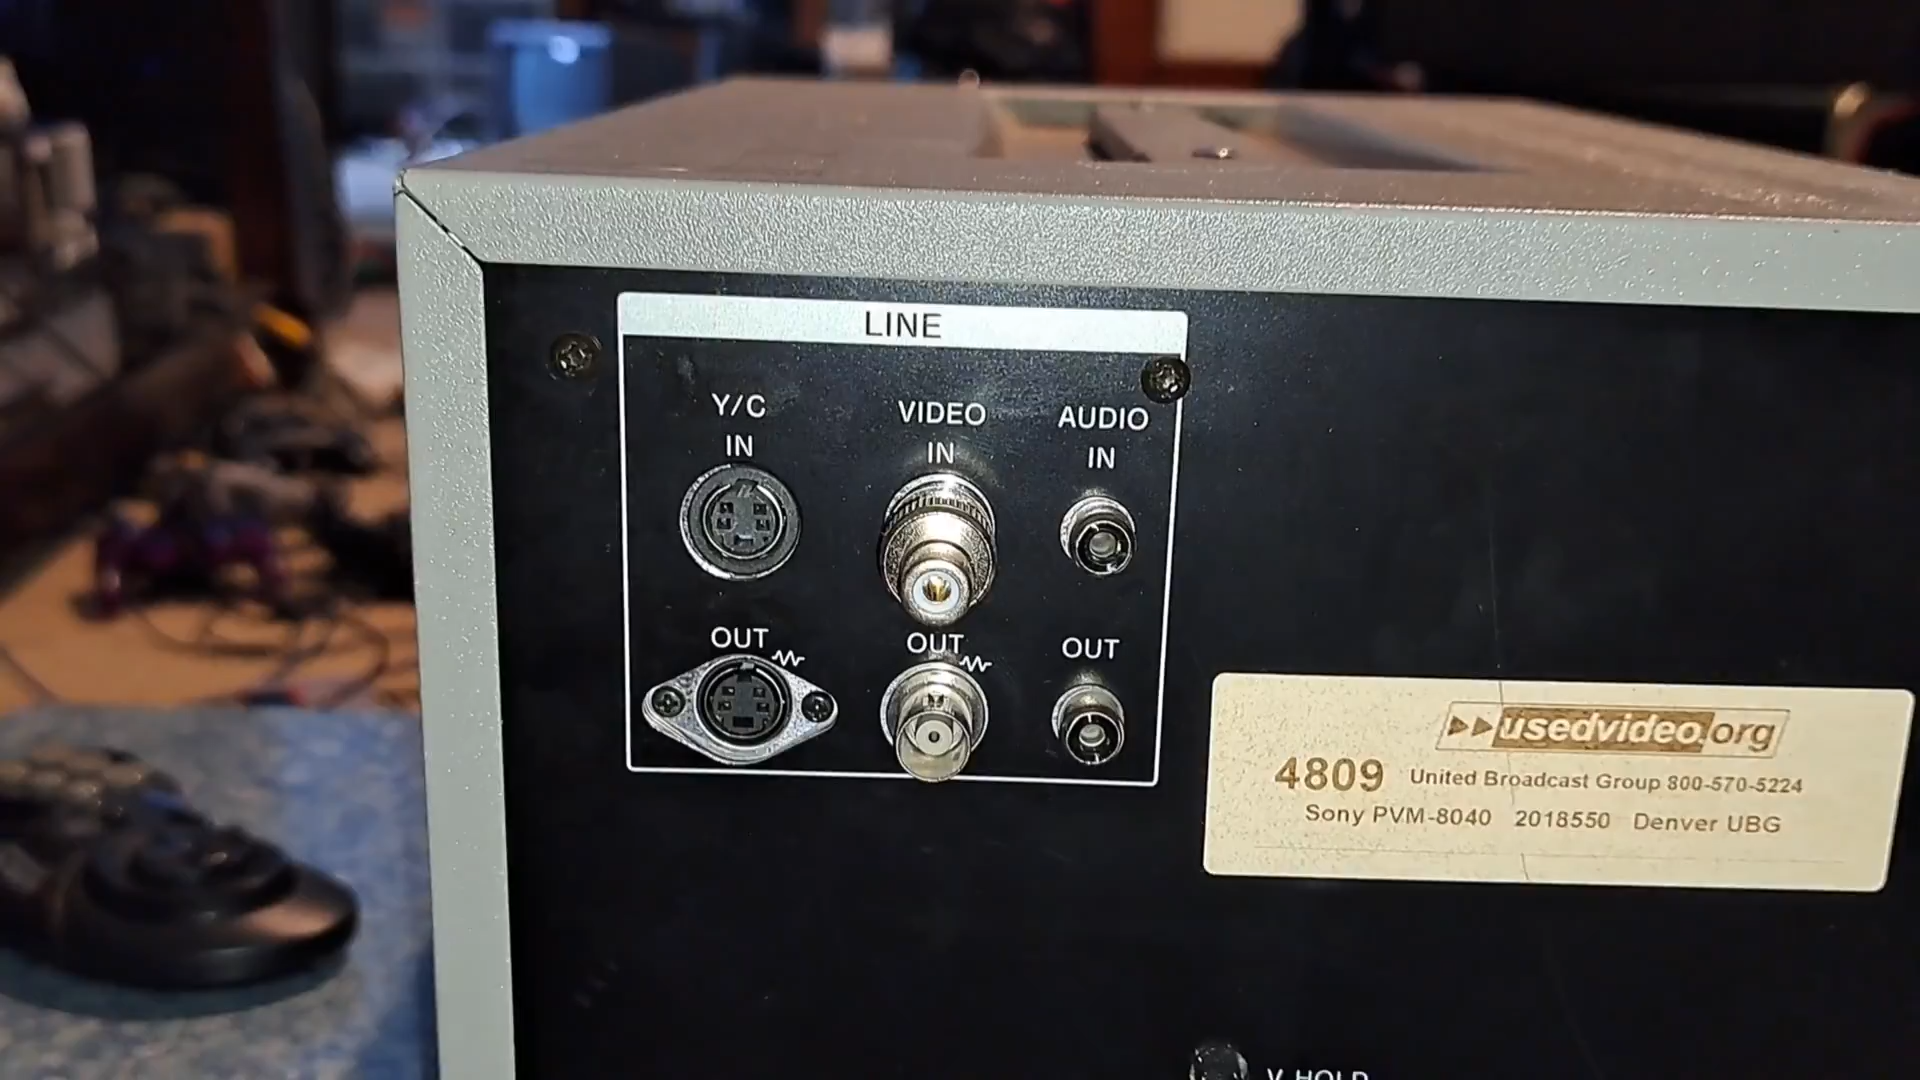 LINE
Y/C VIDEO AUDIO
IN IN IN
OUT OUT OUT
usedvideo.org
4809 United Broadcast Group 800-570-5224
Sony PVM-8040 2018550 Denver UBG
V HOLD